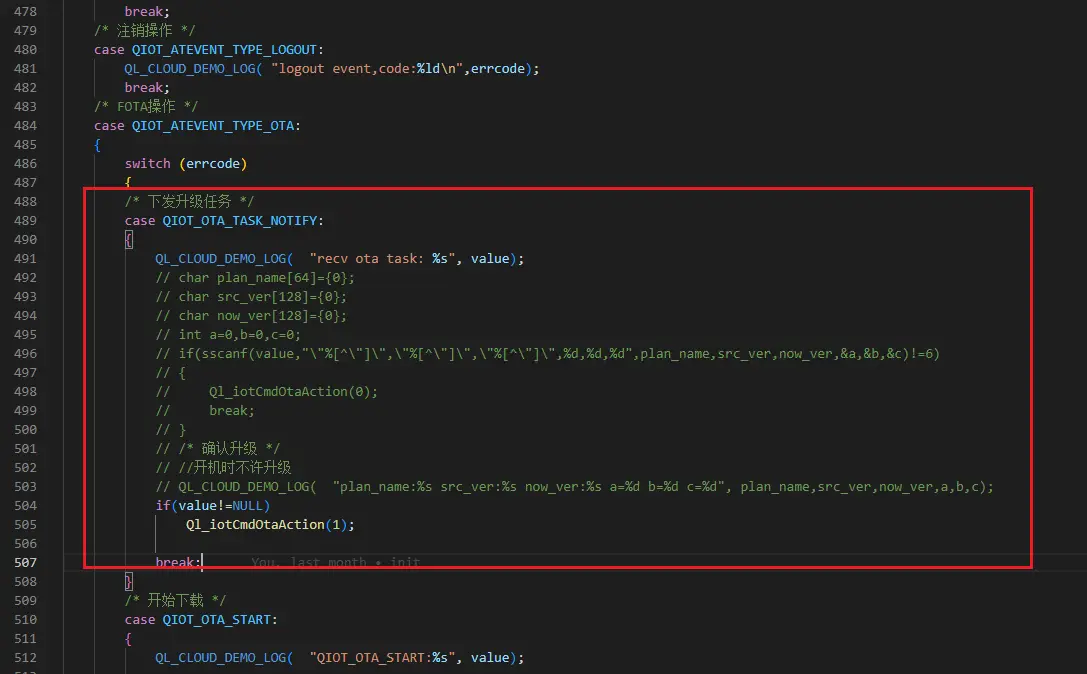 478 break;
479 /* 注销操作 */
480 case QIOT_ATEVENT_TYPE_LOGOUT:
481 QL_CLOUD_DEMO_LOG( "logout event,code:%ld\n",errcode);
482 break;
483 /* FOTA操作 */
484 case QIOT_ATEVENT_TYPE_OTA:
485 {
486 switch (errcode)
487 {
488 /* 下发升级任务 */
489 case QIOT_OTA_TASK_NOTIFY:
490 {
491 QL_CLOUD_DEMO_LOG( "recv ota task: %s", value);
492 // char plan_name[64]={0};
493 // char src_ver[128]={0};
494 // char now_ver[128]={0};
495 // int a=0,b=0,c=0;
496 // if(sscanf(value,"\"%[^\"]\",\"%[^\"]\",\"%[^\"]\",%d,%d,%d",plan_name,src_ver,now_ver,&a,&b,&c)!=6)
497 // {
498 // Ql_iotCmdOtaAction(0);
499 // break;
500 // }
501 // /* 确认升级 */
502 // //开机时不许升级
503 // QL_CLOUD_DEMO_LOG( "plan_name:%s src_ver:%s now_ver:%s a=%d b=%d c=%d", plan_name,src_ver,now_ver,a,b,c);
504 if(value!=NULL)
505 Ql_iotCmdOtaAction(1);
506
507 break; You, last month • init
508 }
509 /* 开始下载 */
510 case QIOT_OTA_START:
511 {
512 QL_CLOUD_DEMO_LOG( "QIOT_OTA_START:%s", value);